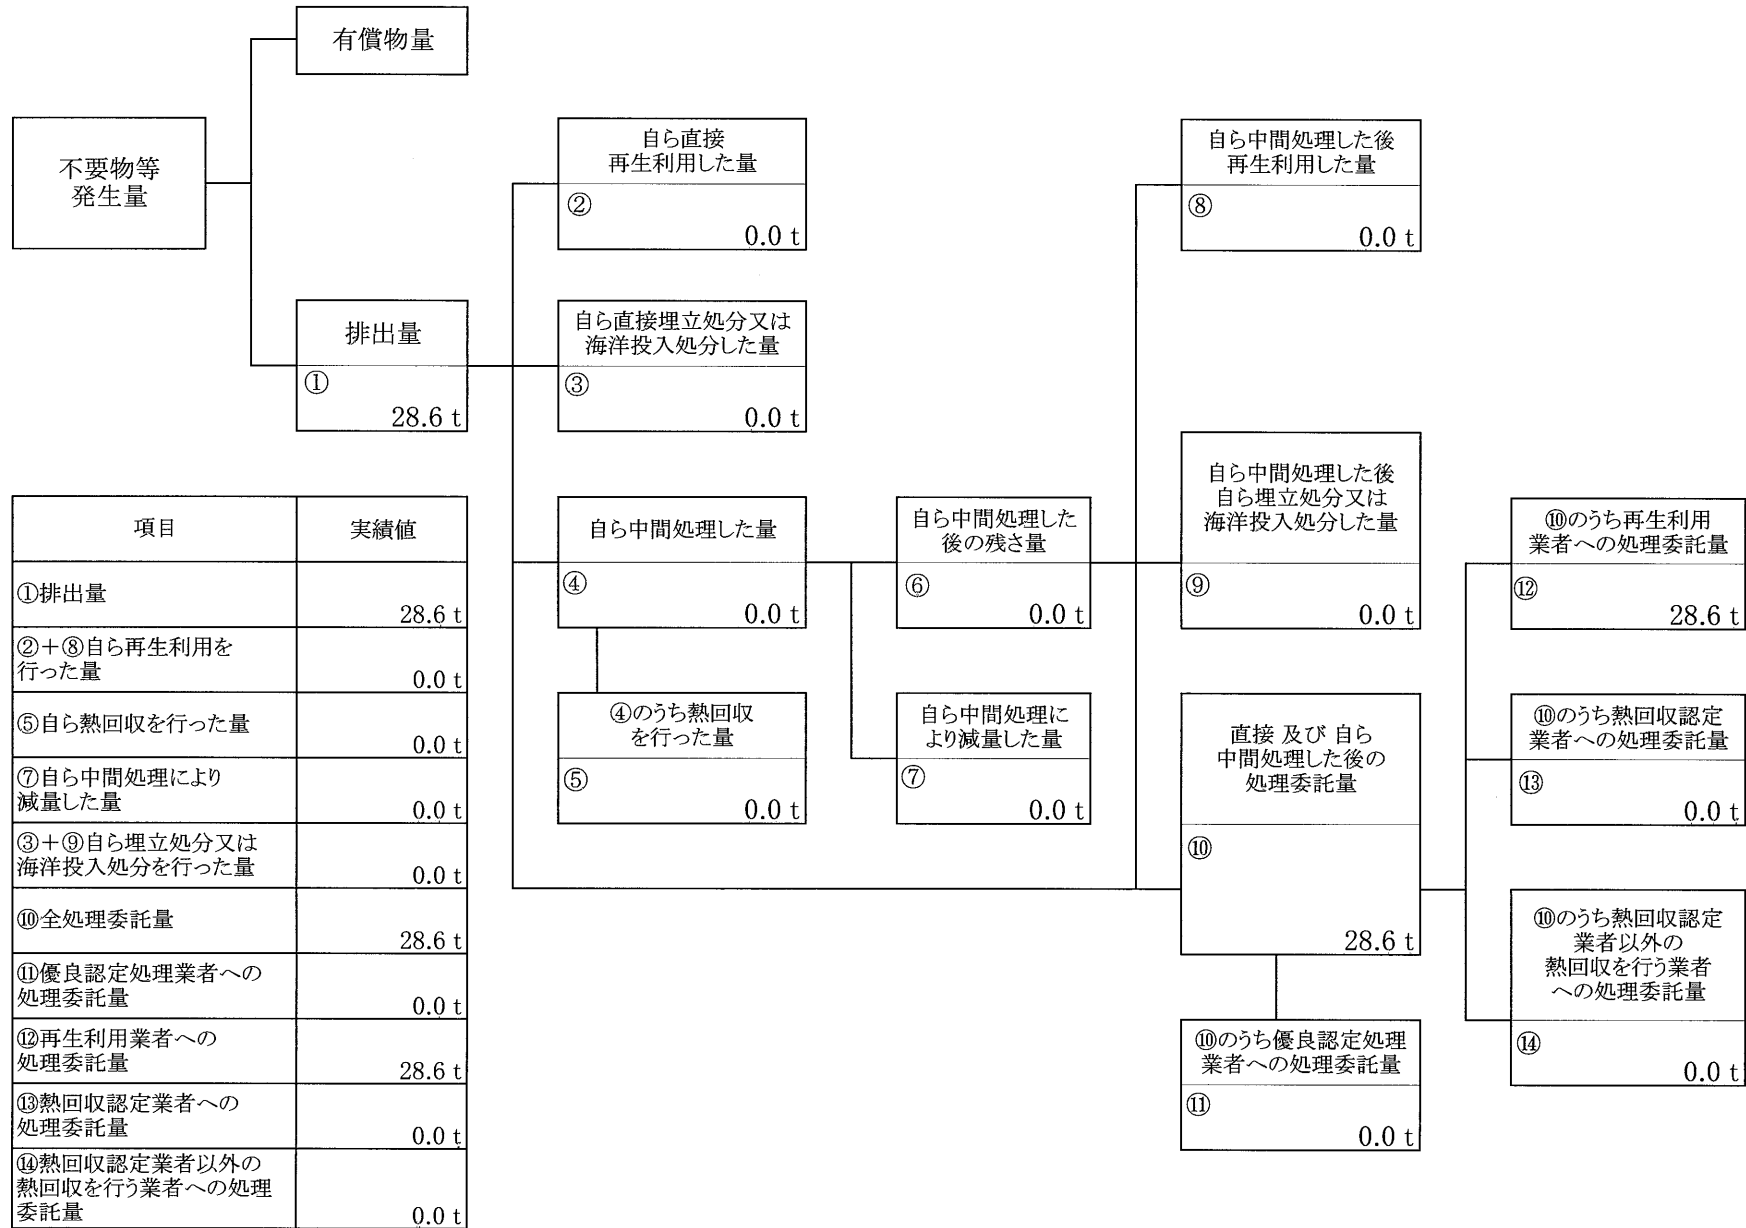 有償物量
不要物等
発生量
排出量
①
28.6 t
自ら直接
再生利用した量
②
0.0 t
自ら直接埋立処分又は
海洋投入処分した量
③
0.0 t
自ら中間処理した量
④
0.0 t
④のうち熱回収
を行った量
⑤
0.0 t
自ら中間処理した
後の残さ量
⑥
0.0 t
自ら中間処理に
より減量した量
⑦
0.0 t
自ら中間処理した後
再生利用した量
⑧
0.0 t
自ら中間処理した後
自ら埋立処分又は
海洋投入処分した量
⑨
0.0 t
直接 及び 自ら
中間処理した後の
処理委託量
⑩
28.6 t
⑩のうち優良認定処理
業者への処理委託量
⑪
0.0 t
⑩のうち再生利用
業者への処理委託量
⑫
28.6 t
⑩のうち熱回収認定
業者への処理委託量
⑬
0.0 t
⑩のうち熱回収認定
業者以外の
熱回収を行う業者
への処理委託量
⑭
0.0 t
項目 実績値
①排出量
28.6 t
②+⑧自ら再生利用を
行った量
0.0 t
⑤自ら熱回収を行った量
0.0 t
⑦自ら中間処理により
減量した量
0.0 t
③+⑨自ら埋立処分又は
海洋投入処分を行った量
0.0 t
⑩全処理委託量
28.6 t
⑪優良認定処理業者への
処理委託量
0.0 t
⑫再生利用業者への
処理委託量
28.6 t
⑬熱回収認定業者への
処理委託量
0.0 t
⑭熱回収認定業者以外の
熱回収を行う業者への処理
委託量
0.0 t